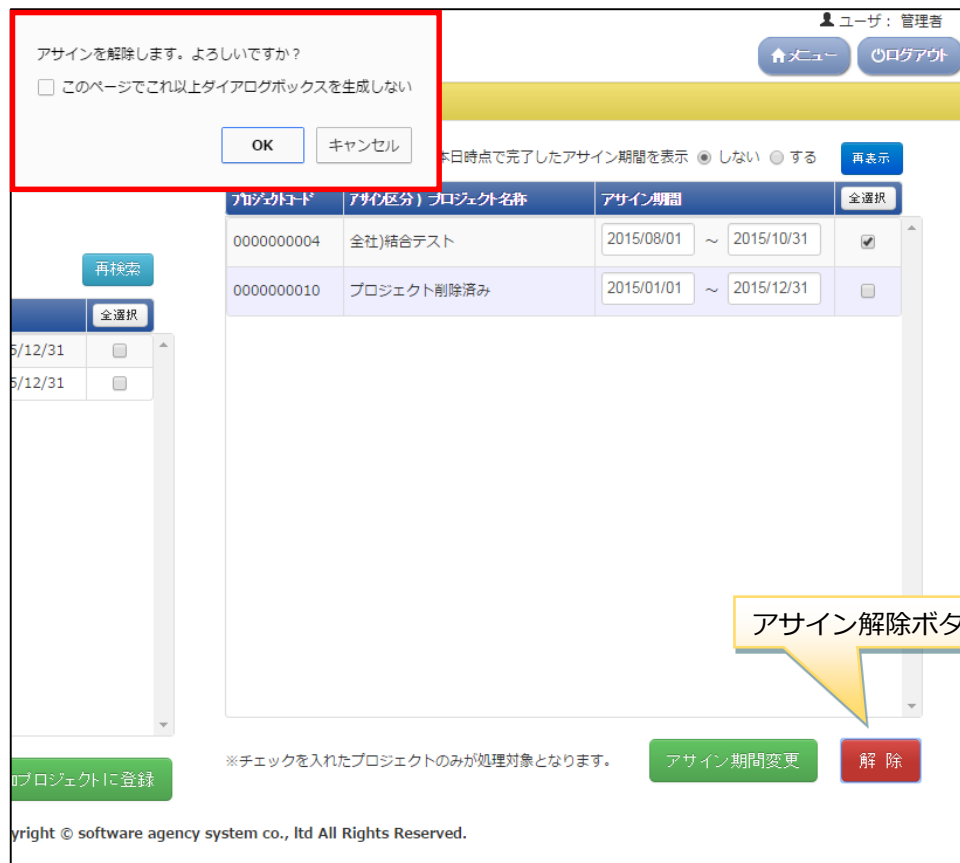 アサインを解除します。よろしいですか？
このページでこれ以上ダイアログボックスを生成しない
OK キャンセル
ユーザ： 管理者
メニュー ログアウト
本日時点で完了したアサイン期間を表示 しない する 再表示
プロジェクトコード アサイン区分）プロジェクト名称 アサイン期間 全選択
0000000004 全社)結合テスト 2015/08/01 ～ 2015/10/31
0000000010 プロジェクト削除済み 2015/01/01 ～ 2015/12/31
再検索
全選択
5/12/31
5/12/31
アサイン解除ボタ
※チェックを入れたプロジェクトのみが処理対象となります。 アサイン期間変更 解 除
プロジェクトに登録
yright © software agency system co., ltd All Rights Reserved.